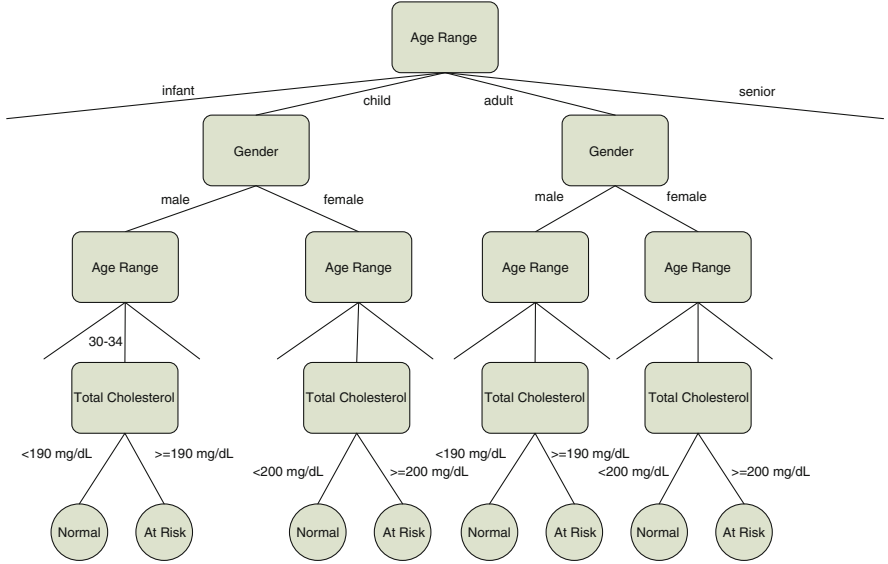 Age Range
infant
child
adult
senior
Gender
Gender
male
female
male
female
Age Range
Age Range
Age Range
Age Range
30-34
Total Cholesterol
Total Cholesterol
Total Cholesterol
Total Cholesterol
<190 mg/dL
>=190 mg/dL
<200 mg/dL
>=200 mg/dL
<190 mg/dL
>=190 mg/dL
<200 mg/dL
>=200 mg/dL
Normal
At Risk
Normal
At Risk
Normal
At Risk
Normal
At Risk